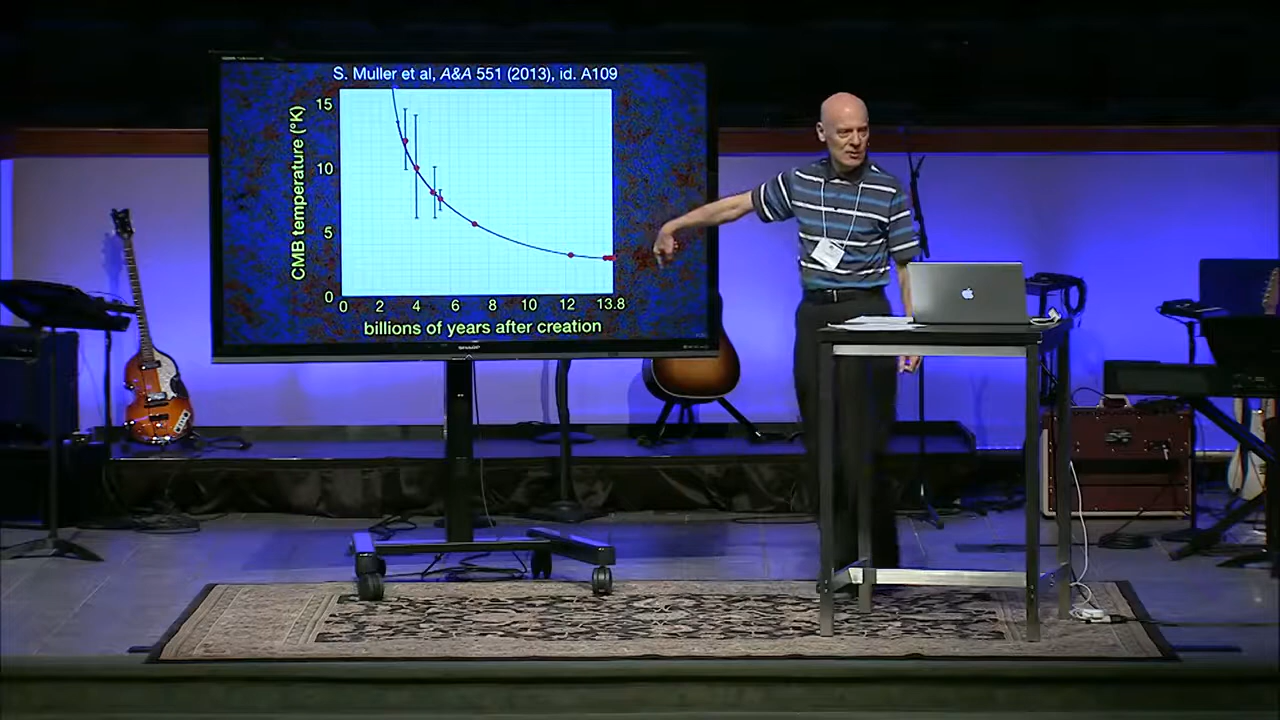 S. Muller et al, A&A 551 (2013), id. A109
CMB temperature (°K)
15
10
5
0
0 2 4 6 8 10 12 13.8
billions of years after creation
SHARP